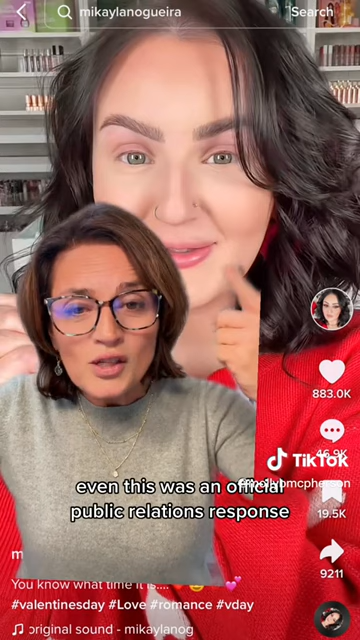 mikaylanogueira
Search
883.0K
46.9K
TikTok
@mollybmcpherson
even this was an official
public relations response
19.5K
9211
m
You know what time it is....
#valentinesday #Love #romance #vday
original sound - mikaylanog